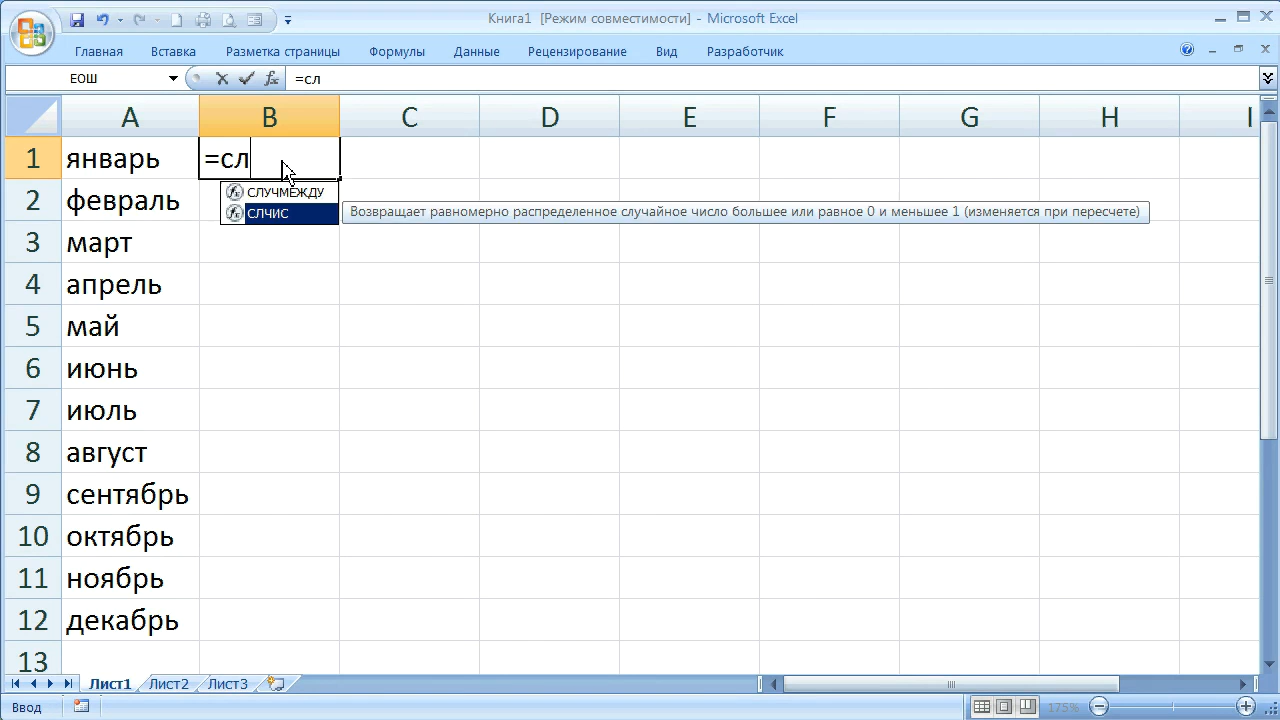 Книга1 [Режим совместимости] - Microsoft Excel
Главная Вставка Разметка страницы Формулы Данные Рецензирование Вид Разработчик
ЕОШ =сл
A B C D E F G H I
1 январь =сл
СЛУЧМЕЖДУ
СЛЧИС Возвращает равномерно распределенное случайное число большее или равное 0 и меньшее 1 (изменяется при пересчете)
2 февраль
3 март
4 апрель
5 май
6 июнь
7 июль
8 август
9 сентябрь
10 октябрь
11 ноябрь
12 декабрь
13
Лист1 Лист2 Лист3
Ввод 175%